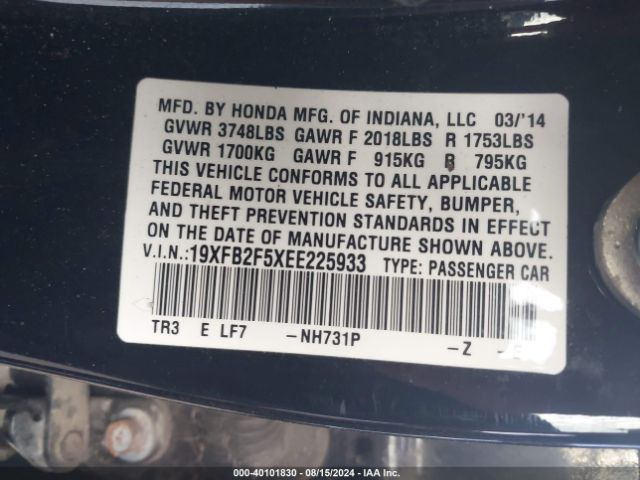 MFD. BY HONDA MFG. OF INDIANA, LLC 03/'14
GVWR 3748LBS GAWR F 2018LBS R 1753LBS
GVWR 1700KG GAWR F 915KG R 795KG
THIS VEHICLE CONFORMS TO ALL APPLICABLE
FEDERAL MOTOR VEHICLE SAFETY, BUMPER,
AND THEFT PREVENTION STANDARDS IN EFFECT
ON THE DATE OF MANUFACTURE SHOWN ABOVE.
V.I.N.:19XFB2F5XEE225933 TYPE: PASSENGER CAR
TR3 E LF7 -NH731P -Z -
© - 40101830 - 08/15/2024 - IAA Inc.